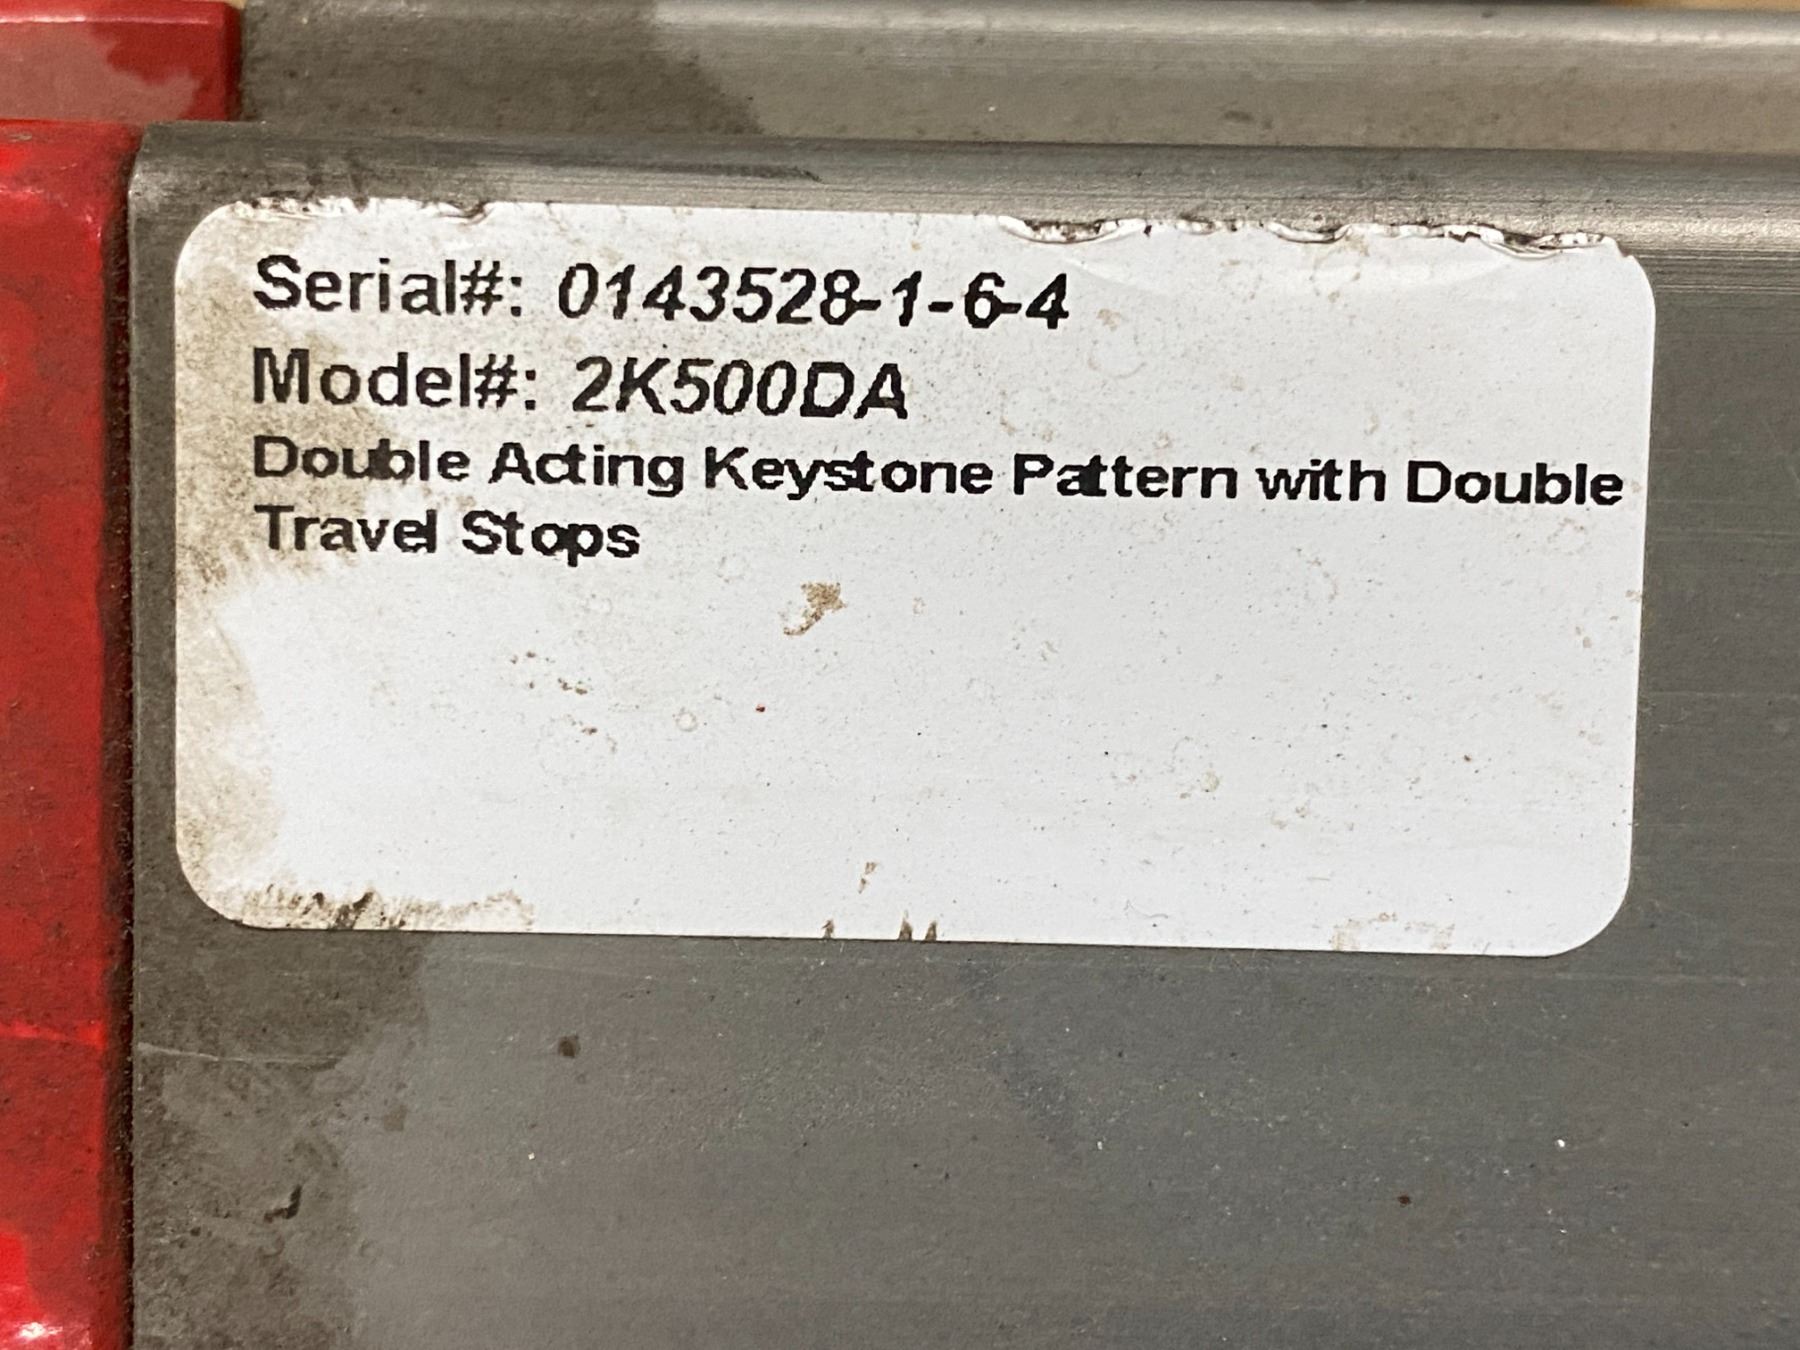 Serial#: 0143528-1-6-4
Model#: 2K500DA
Double Acting Keystone Pattern with Double
Travel Stops